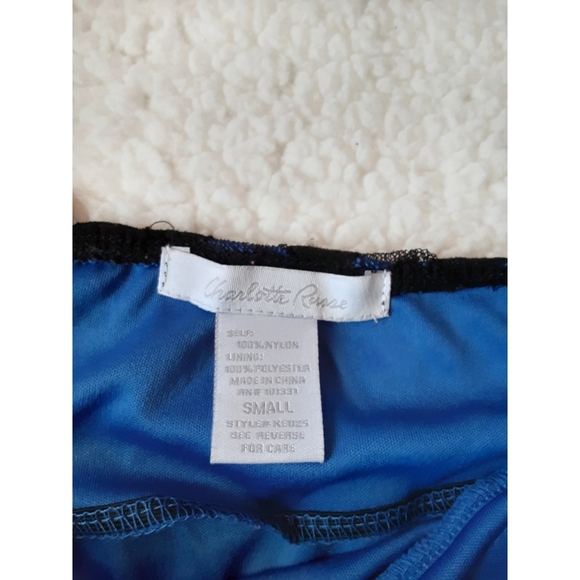 Charlotte Russe
SELF:
100% NYLON
LINING:
100% POLYESTER
MADE IN CHINA
RN# 101331
SMALL
STYLE# KE025
SEE REVERSE
FOR CARE